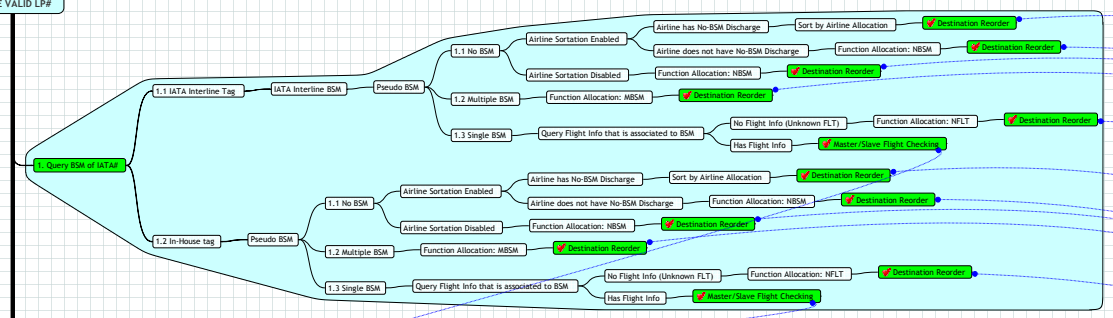 E VALID LP#
Airline has No-BSM Discharge
Sort by Airline Allocation
Destination Reorder
Airline Sortation Enabled
1.1 No BSM
Airline does not have No-BSM Discharge
Function Allocation: NBSM
Destination Reorder
Airline Sortation Disabled
Function Allocation: NBSM
Destination Reorder
1.1 IATA Interline Tag
IATA Interline BSM
Pseudo BSM
1.2 Multiple BSM
Function Allocation: MBSM
Destination Reorder
No Flight Info (Unknown FLT)
Function Allocation: NFLT
Destination Reorder
1.3 Single BSM
Query Flight Info that is associated to BSM
Has Flight Info
Master/Slave Flight Checking
1. Query BSM of IATA#
Airline has No-BSM Discharge
Sort by Airline Allocation
Destination Reorder
Airline Sortation Enabled
1.1 No BSM
Airline does not have No-BSM Discharge
Function Allocation: NBSM
Destination Reorder
Airline Sortation Disabled
Function Allocation: NBSM
Destination Reorder
1.2 In-House tag
Pseudo BSM
1.2 Multiple BSM
Function Allocation: MBSM
Destination Reorder
No Flight Info (Unknown FLT)
Function Allocation: NFLT
Destination Reorder
1.3 Single BSM
Query Flight Info that is associated to BSM
Has Flight Info
Master/Slave Flight Checking